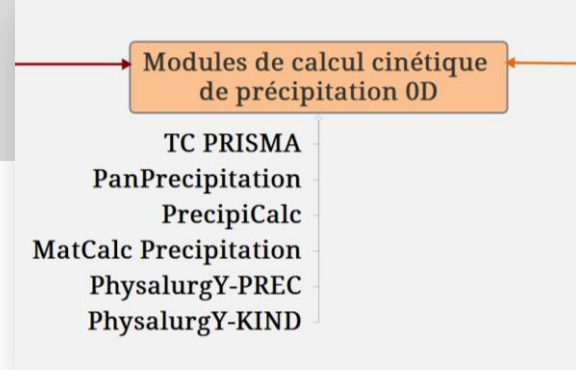 Modules de calcul cinétique
de précipitation 0D
TC PRISMA
PanPrecipitation
PrecipiCalc
MatCalc Precipitation
PhysalurgY-PREC
PhysalurgY-KIND